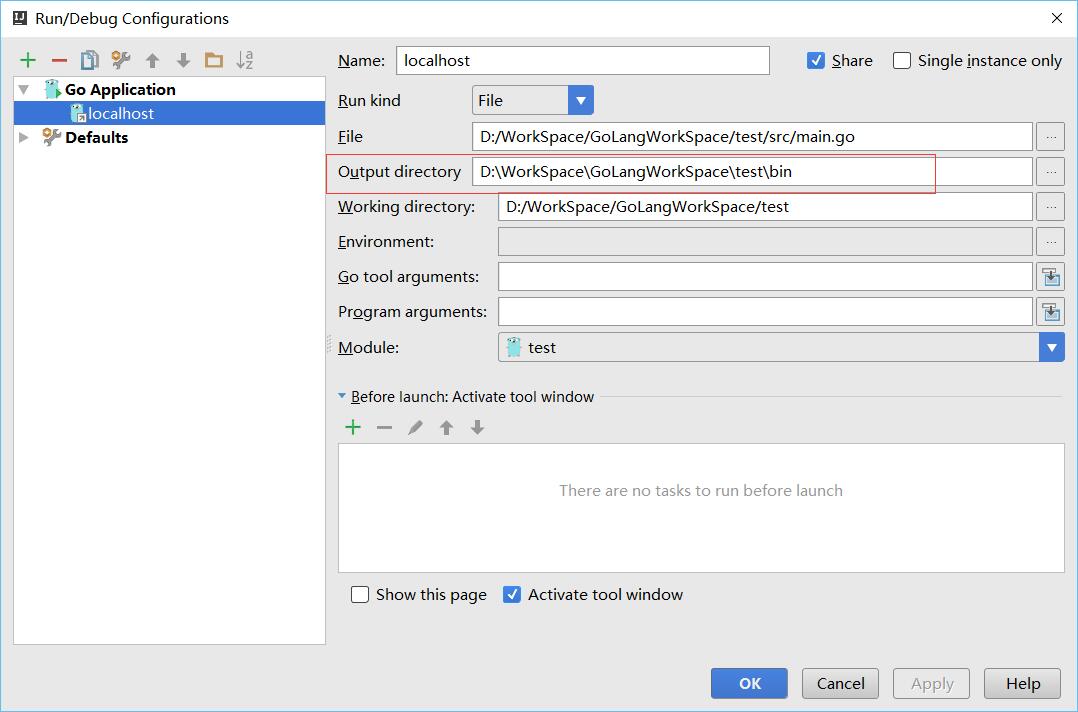 Run/Debug Configurations
Go Application
localhost
Defaults
Name: localhost
Share
Single instance only
Run kind File
File D:/WorkSpace/GoLangWorkSpace/test/src/main.go
Output directory D:\WorkSpace\GoLangWorkSpace\test\bin
Working directory: D:/WorkSpace/GoLangWorkSpace/test
Environment:
Go tool arguments:
Program arguments:
Module: test
Before launch: Activate tool window
There are no tasks to run before launch
Show this page Activate tool window
OK Cancel Apply Help